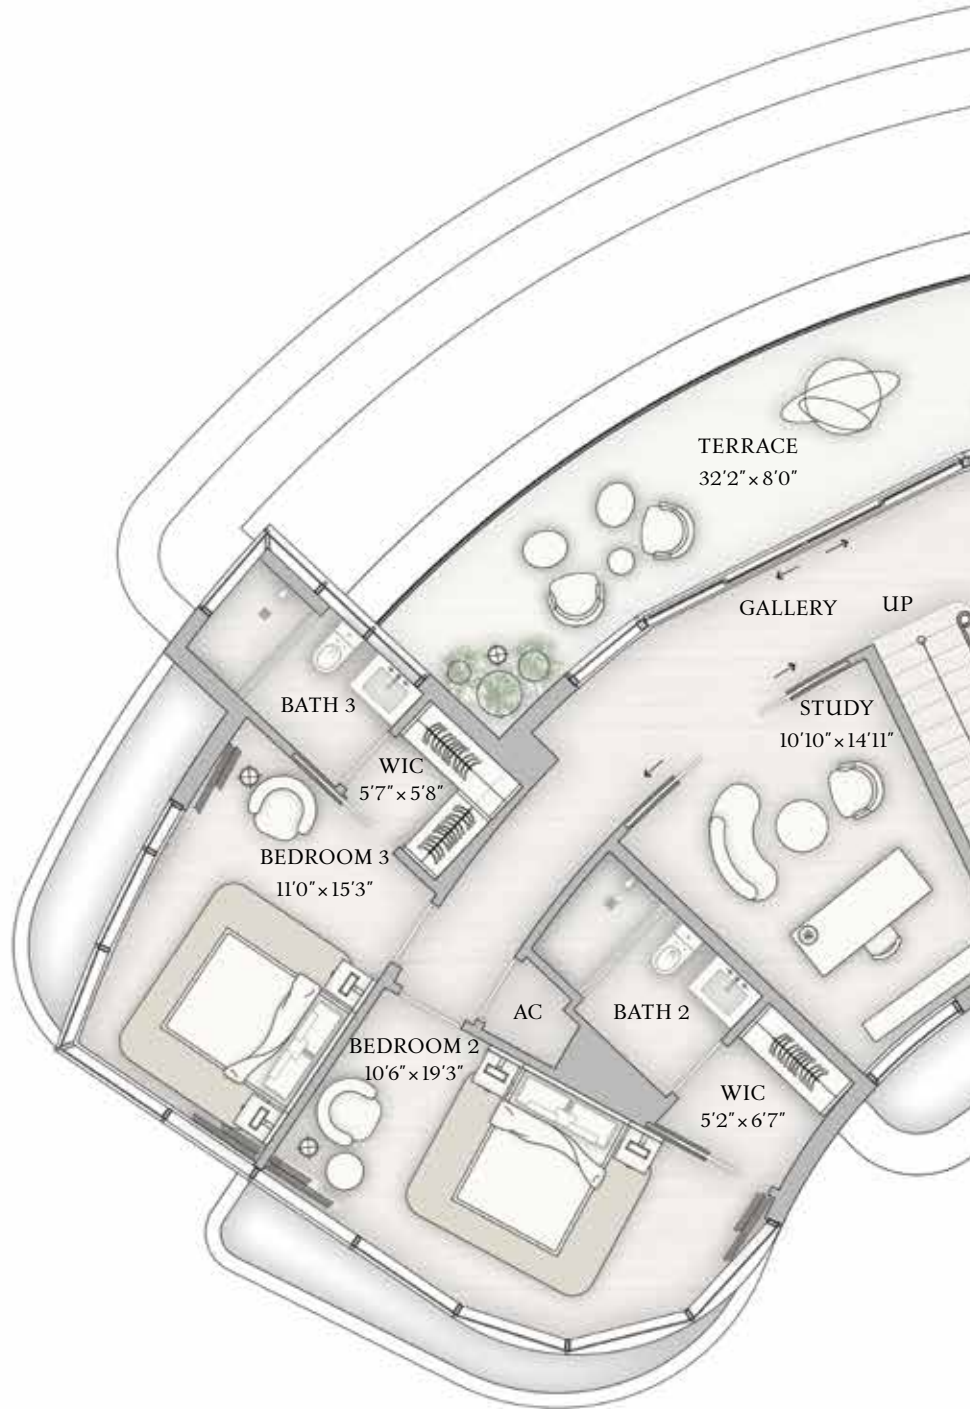 TERRACE
32'2" × 8'0"
GALLERY
UP
BATH 3
STUDY
10'10" × 14'11"
WIC
5'7" × 5'8"
BEDROOM 3
11'0" × 15'3"
AC
BATH 2
BEDROOM 2
10'6" × 19'3"
WIC
5'2" × 6'7"